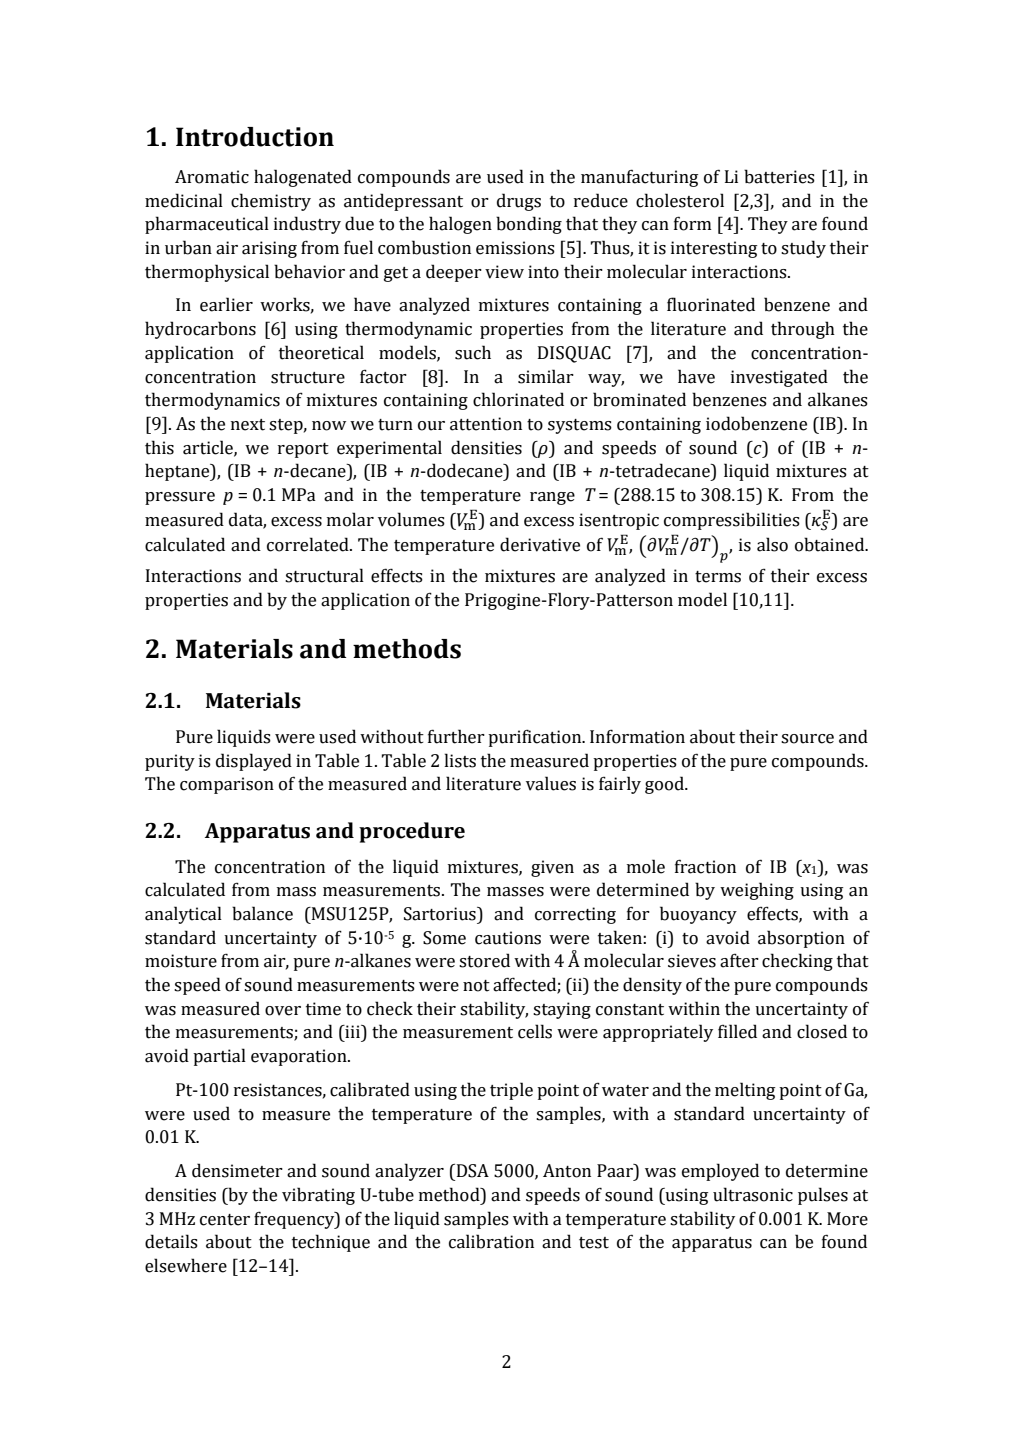 1. Introduction
Aromatic halogenated compounds are used in the manufacturing of Li batteries [1], in
medicinal chemistry as antidepressant or drugs to reduce cholesterol [2,3], and in the
pharmaceutical industry due to the halogen bonding that they can form [4]. They are found
in urban air arising from fuel combustion emissions [5]. Thus, it is interesting to study their
thermophysical behavior and get a deeper view into their molecular interactions.
In earlier works, we have analyzed mixtures containing a fluorinated benzene and
hydrocarbons [6] using thermodynamic properties from the literature and through the
application of theoretical models, such as DISQUAC [7], and the concentration-
concentration structure factor [8]. In a similar way, we have investigated the
thermodynamics of mixtures containing chlorinated or brominated benzenes and alkanes
[9]. As the next step, now we turn our attention to systems containing iodobenzene (IB). In
this article, we report experimental densities (ρ) and speeds of sound (c) of (IB + n-
heptane), (IB + n-decane), (IB + n-dodecane) and (IB + n-tetradecane) liquid mixtures at
pressure p = 0.1 MPa and in the temperature range T = (288.15 to 308.15) K. From the
measured data, excess molar volumes (V_m^E) and excess isentropic compressibilities (κ_S^E) are
calculated and correlated. The temperature derivative of V_m^E, (∂V_m^E/∂T)_p, is also obtained.
Interactions and structural effects in the mixtures are analyzed in terms of their excess
properties and by the application of the Prigogine-Flory-Patterson model [10,11].
2. Materials and methods
2.1. Materials
Pure liquids were used without further purification. Information about their source and
purity is displayed in Table 1. Table 2 lists the measured properties of the pure compounds.
The comparison of the measured and literature values is fairly good.
2.2. Apparatus and procedure
The concentration of the liquid mixtures, given as a mole fraction of IB (x₁), was
calculated from mass measurements. The masses were determined by weighing using an
analytical balance (MSU125P, Sartorius) and correcting for buoyancy effects, with a
standard uncertainty of 5·10⁻⁵ g. Some cautions were taken: (i) to avoid absorption of
moisture from air, pure n-alkanes were stored with 4 Å molecular sieves after checking that
the speed of sound measurements were not affected; (ii) the density of the pure compounds
was measured over time to check their stability, staying constant within the uncertainty of
the measurements; and (iii) the measurement cells were appropriately filled and closed to
avoid partial evaporation.
Pt-100 resistances, calibrated using the triple point of water and the melting point of Ga,
were used to measure the temperature of the samples, with a standard uncertainty of
0.01 K.
A densimeter and sound analyzer (DSA 5000, Anton Paar) was employed to determine
densities (by the vibrating U-tube method) and speeds of sound (using ultrasonic pulses at
3 MHz center frequency) of the liquid samples with a temperature stability of 0.001 K. More
details about the technique and the calibration and test of the apparatus can be found
elsewhere [12–14].
2